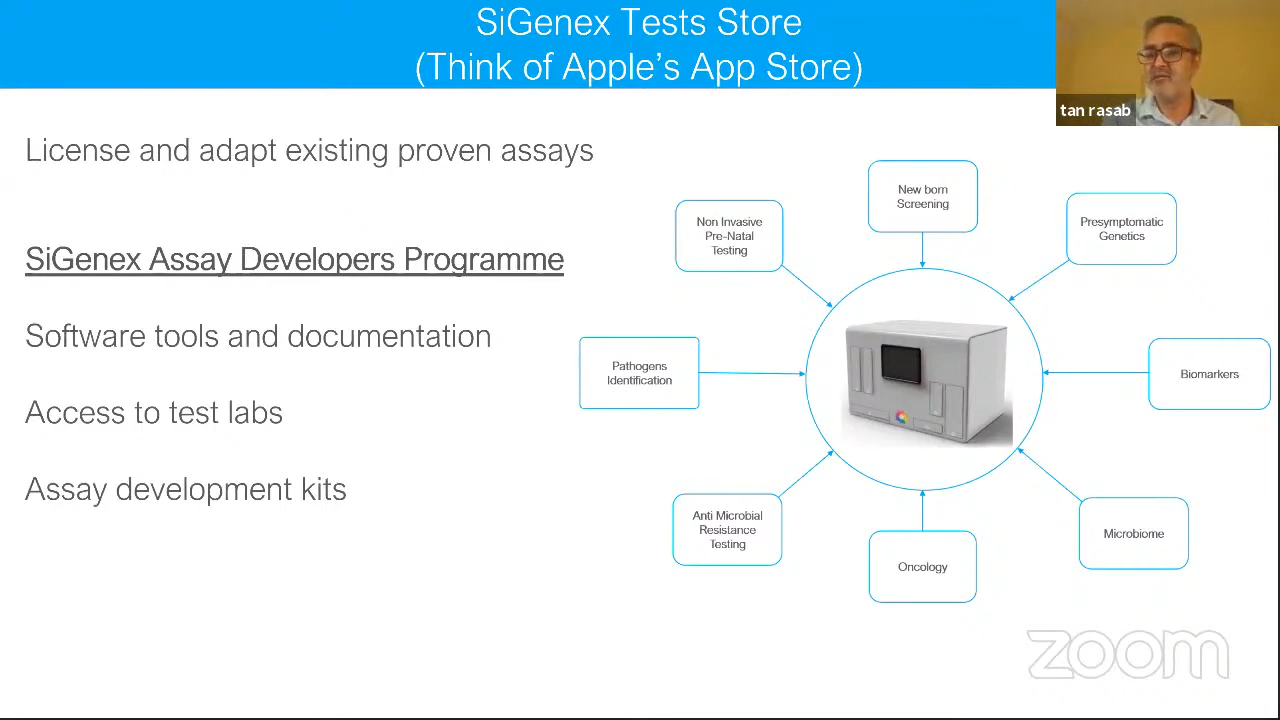 SiGenex Tests Store
(Think of Apple's App Store)
tan rasab
License and adapt existing proven assays
SiGenex Assay Developers Programme
Software tools and documentation
Access to test labs
Assay development kits
New born
Screening
Non Invasive
Pre-Natal
Testing
Presymptomatic
Genetics
Pathogens
Identification
Biomarkers
Anti Microbial
Resistance
Testing
Oncology
Microbiome
zoom